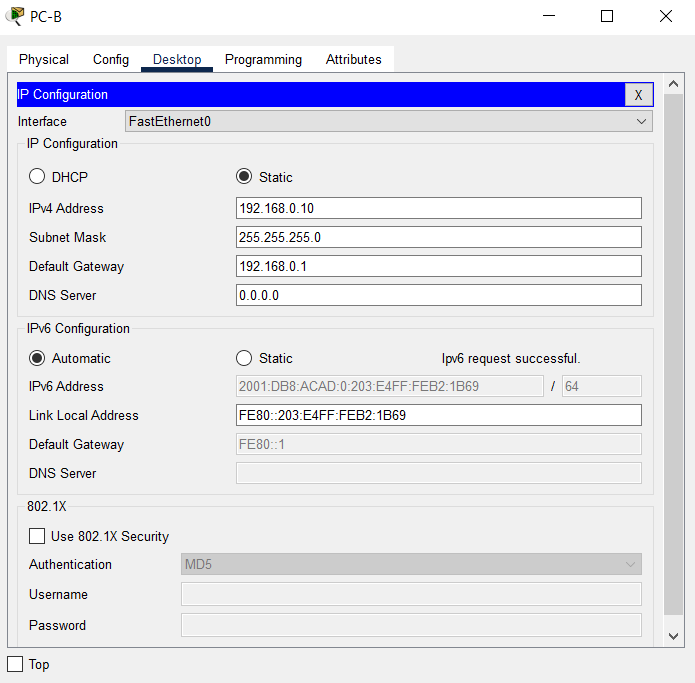 PC-B
Physical Config Desktop Programming Attributes
IP Configuration X
Interface FastEthernet0
IP Configuration
DHCP Static
IPv4 Address 192.168.0.10
Subnet Mask 255.255.255.0
Default Gateway 192.168.0.1
DNS Server 0.0.0.0
IPv6 Configuration
Automatic Static Ipv6 request successful.
IPv6 Address 2001:DB8:ACAD:0:203:E4FF:FEB2:1B69 / 64
Link Local Address FE80::203:E4FF:FEB2:1B69
Default Gateway FE80::1
DNS Server
802.1X
Use 802.1X Security
Authentication MD5
Username
Password
Top